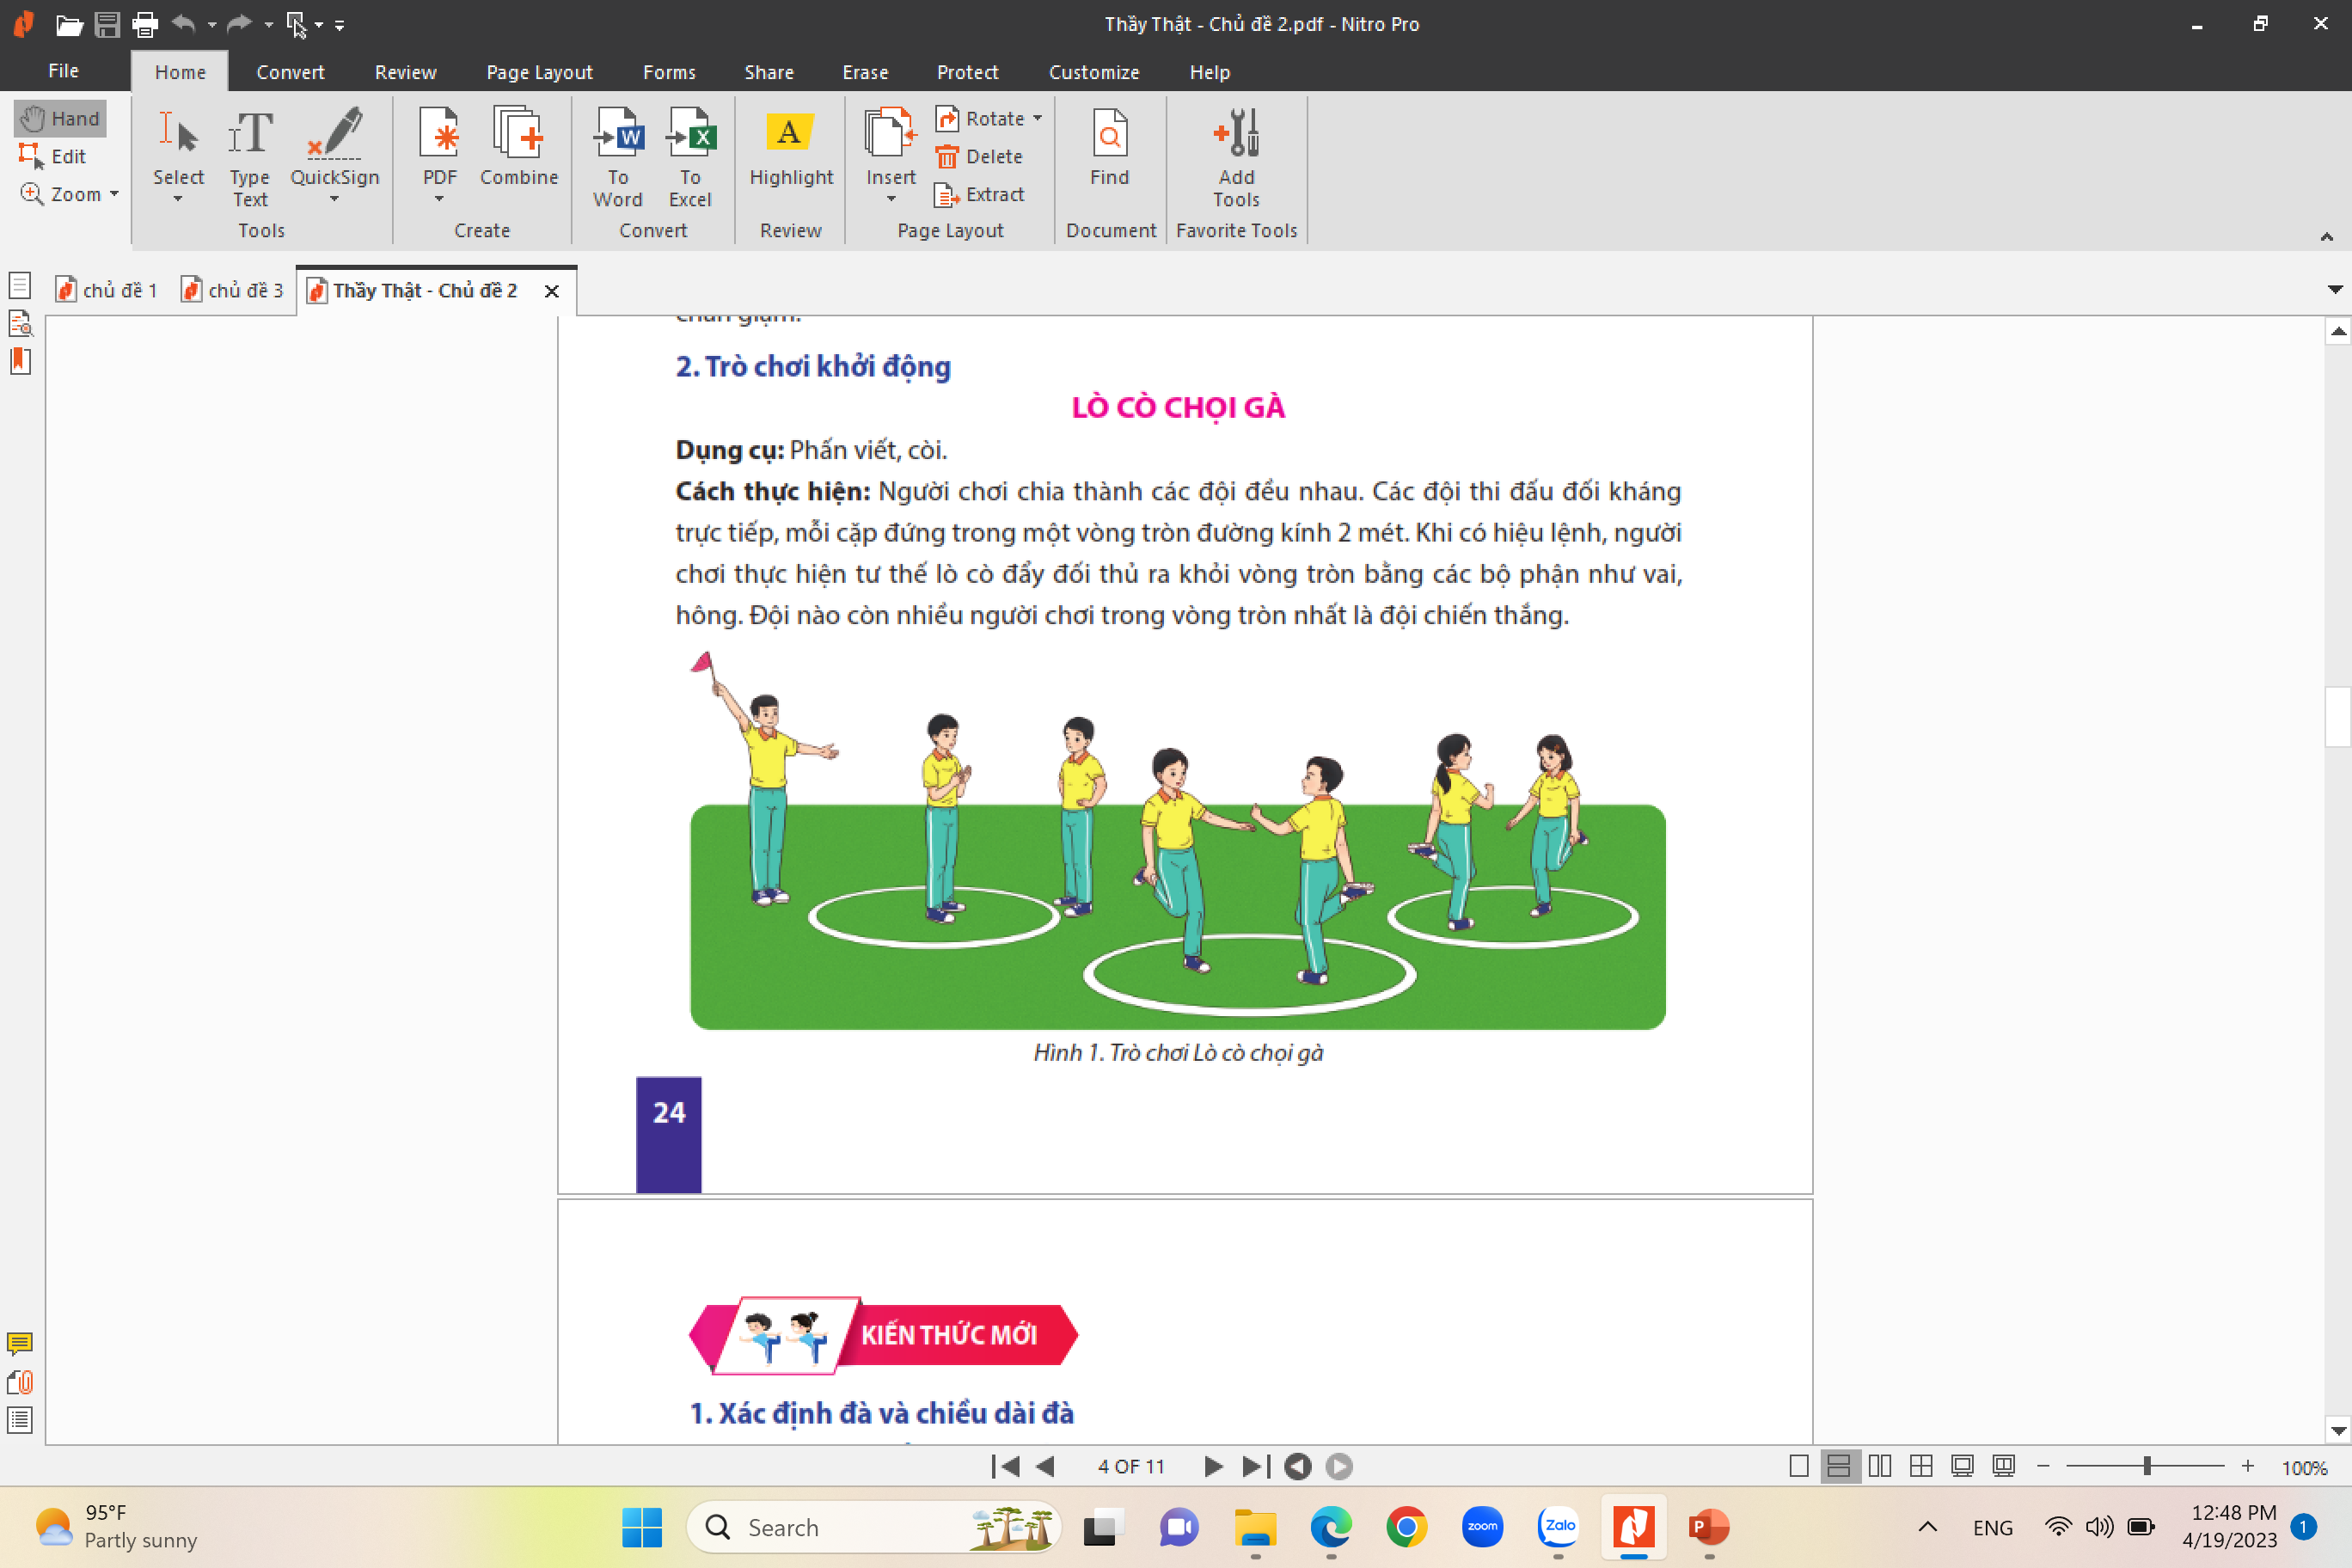 Thầy Thật - Chủ đề 2.pdf - Nitro Pro
File Home Convert Review Page Layout Forms Share Erase Protect Customize Help
Hand
Edit
Zoom
Select
Type Text
QuickSign
Tools
PDF
Combine
Create
To Word
To Excel
Convert
A
Highlight
Review
Insert
Rotate
Delete
Extract
Page Layout
Find
Document
Add Tools
Favorite Tools
chủ đề 1
chủ đề 3
Thầy Thật - Chủ đề 2
2. Trò chơi khởi động
LÒ CÒ CHỌI GÀ
Dụng cụ: Phấn viết, còi.
Cách thực hiện: Người chơi chia thành các đội đều nhau. Các đội thi đấu đối kháng
trực tiếp, mỗi cặp đứng trong một vòng tròn đường kính 2 mét. Khi có hiệu lệnh, người
chơi thực hiện tư thế lò cò đẩy đối thủ ra khỏi vòng tròn bằng các bộ phận như vai,
hông. Đội nào còn nhiều người chơi trong vòng tròn nhất là đội chiến thắng.
Hình 1. Trò chơi Lò cò chọi gà
24
KIẾN THỨC MỚI
1. Xác định đà và chiều dài đà
4 OF 11
100%
95°F
Partly sunny
Search
zoom
Zalo
ENG
12:48 PM
4/19/2023
1